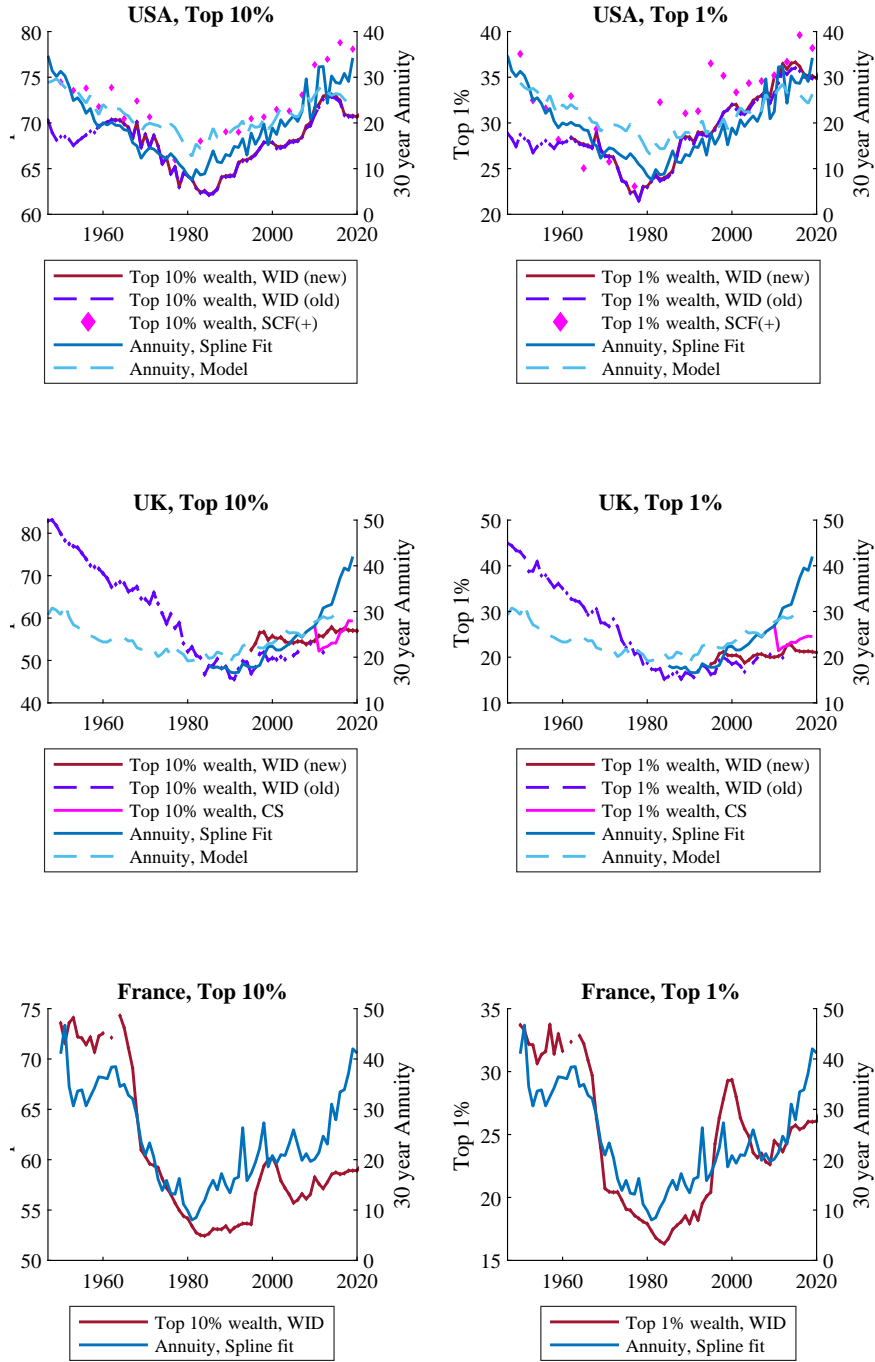 USA, Top 10%
80
75
70
65
60
40
30
20
10
0
30 year Annuity
1960
1980
2000
2020
Top 10% wealth, WID (new)
Top 10% wealth, WID (old)
Top 10% wealth, SCF(+)
Annuity, Spline Fit
Annuity, Model
USA, Top 1%
40
35
30
25
20
Top 1%
40
30
20
10
0
30 year Annuity
1960
1980
2000
2020
Top 1% wealth, WID (new)
Top 1% wealth, WID (old)
Top 1% wealth, SCF(+)
Annuity, Spline Fit
Annuity, Model
UK, Top 10%
80
70
60
50
40
50
40
30
20
10
30 year Annuity
1960
1980
2000
2020
Top 10% wealth, WID (new)
Top 10% wealth, WID (old)
Top 10% wealth, CS
Annuity, Spline Fit
Annuity, Model
UK, Top 1%
50
40
30
20
10
Top 1%
50
40
30
20
10
30 year Annuity
1960
1980
2000
2020
Top 1% wealth, WID (new)
Top 1% wealth, WID (old)
Top 1% wealth, CS
Annuity, Spline Fit
Annuity, Model
France, Top 10%
75
70
65
60
55
50
50
40
30
20
10
0
30 year Annuity
1960
1980
2000
2020
Top 10% wealth, WID
Annuity, Spline fit
France, Top 1%
35
30
25
20
15
Top 1%
50
40
30
20
10
0
30 year Annuity
1960
1980
2000
2020
Top 1% wealth, WID
Annuity, Spline fit